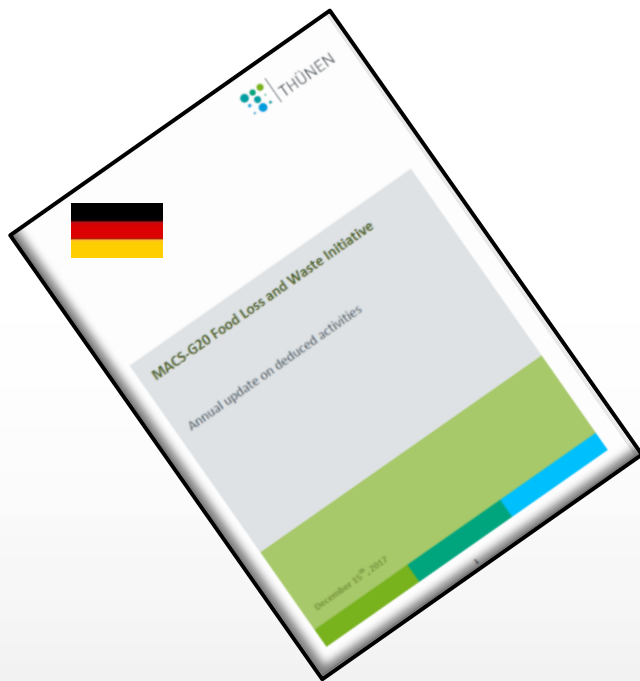 THÜNEN
MACS-G20 Food Loss and Waste Initiative
Annual update on deduced activities
December 15th, 2017